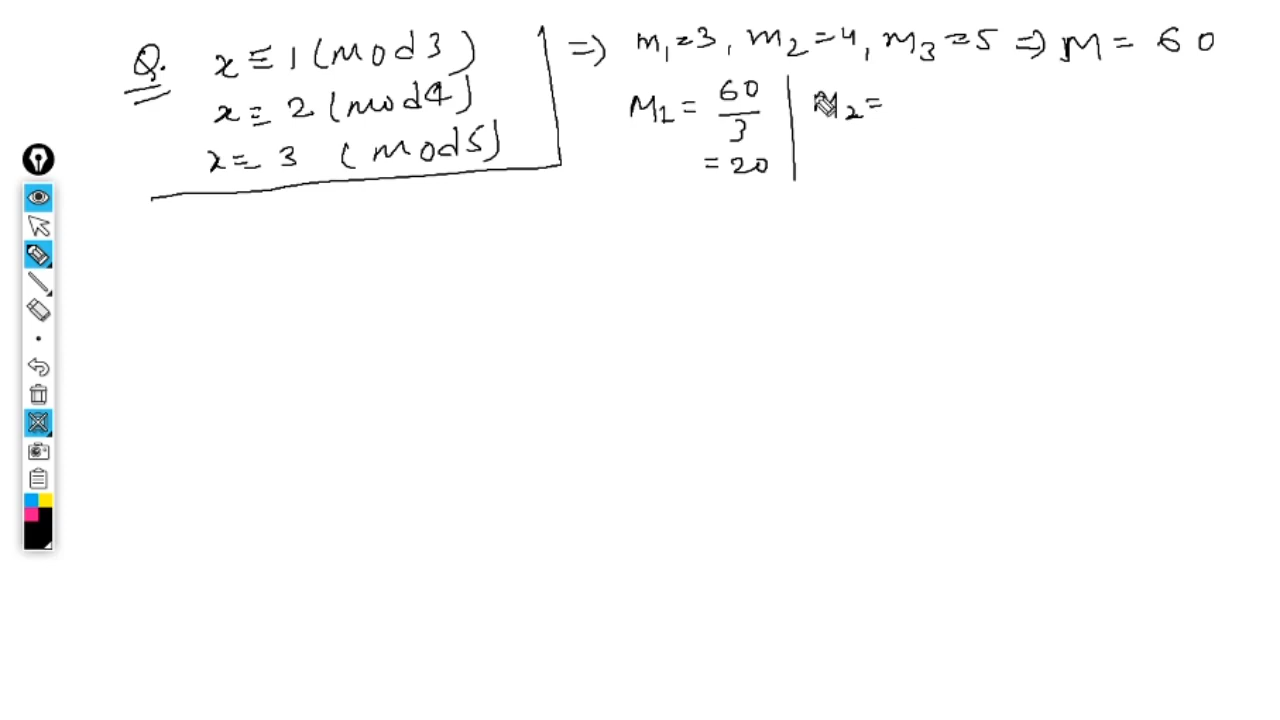 Q. x ≡ 1 (mod 3)
x ≡ 2 (mod 4)
x ≡ 3 (mod 5)
⇒ m₁=3, m₂=4, m₃=5 ⇒ M = 60
M₁ = 60/3
= 20
M₂ =